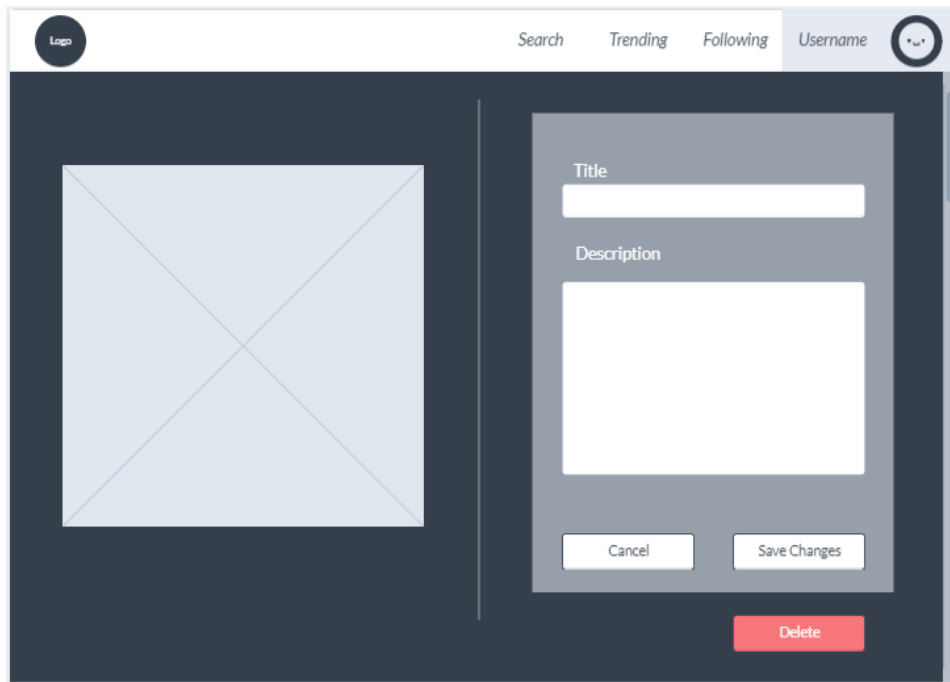 Logo
Search Trending Following Username
Title
Description
Cancel Save Changes
Delete